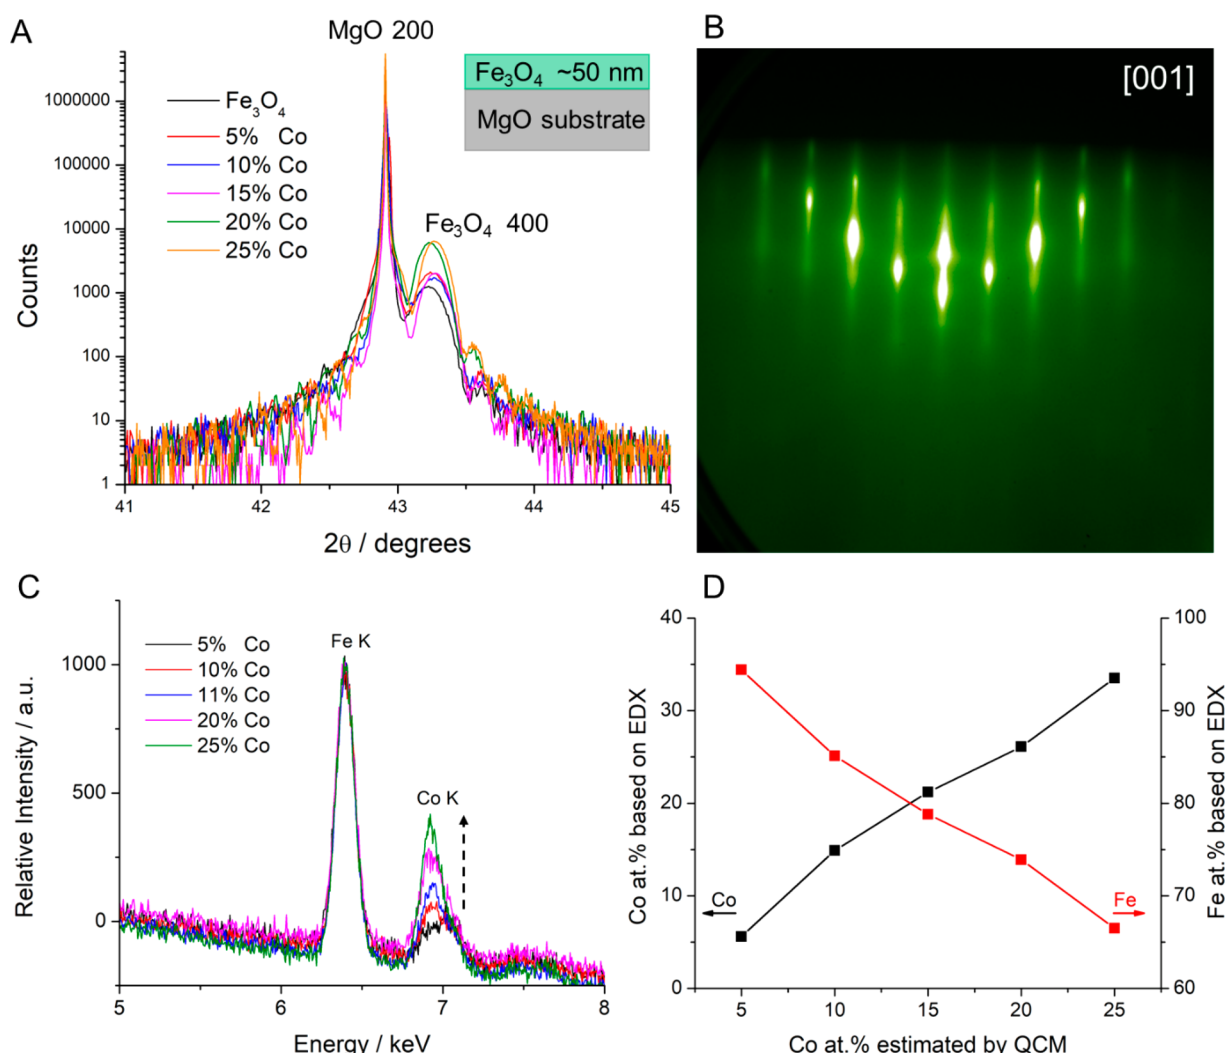 A
MgO 200
Fe₃O₄ ~50 nm
MgO substrate
Fe₃O₄
5% Co
10% Co
15% Co
20% Co
25% Co
Fe₃O₄ 400
1000000
100000
10000
1000
100
10
1
Counts
41
42
43
44
45
2θ / degrees
B
[001]
C
5% Co
10% Co
11% Co
20% Co
25% Co
Fe K
Co K
1000
500
0
Relative Intensity / a.u.
5
6
7
8
Energy / keV
D
40
30
20
10
0
Co at.% based on EDX
Co
Fe
100
90
80
70
60
Fe at.% based on EDX
5
10
15
20
25
Co at.% estimated by QCM